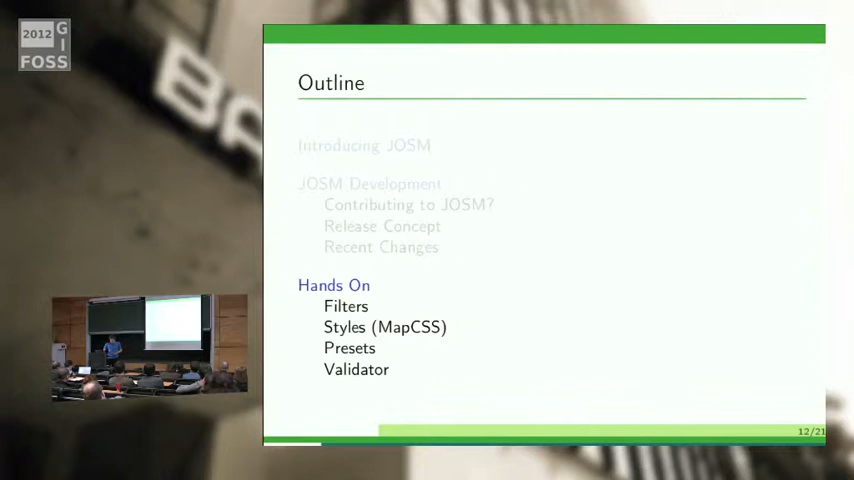 2012
G
I
FOSS
BA
Outline
Introducing JOSM
JOSM Development
Contributing to JOSM?
Release Concept
Recent Changes
Hands On
Filters
Styles (MapCSS)
Presets
Validator
12/21